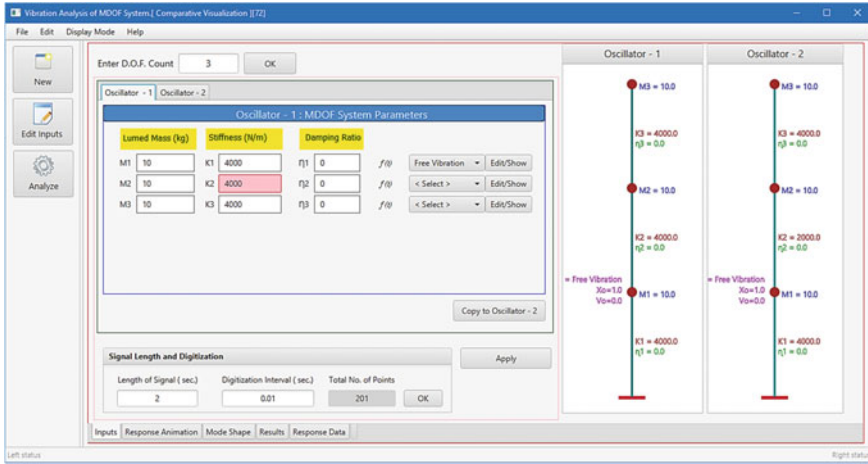 Vibration Analysis of MDOF System.[ Comparative Visualization ][72]
File Edit Display Mode Help
New
Edit Inputs
Analyze
Enter D.O.F. Count 3 OK
Oscillator - 1 Oscillator - 2
Oscillator - 1 : MDOF System Parameters
Lumed Mass (kg) Stiffness (N/m) Damping Ratio
M1 10 K1 4000 η1 0 f(t) Free Vibration Edit/Show
M2 10 K2 4000 η2 0 f(t) < Select > Edit/Show
M3 10 K3 4000 η3 0 f(t) < Select > Edit/Show
Copy to Oscillator - 2
Signal Length and Digitization
Length of Signal ( sec.) Digitization Interval ( sec.) Total No. of Points
2 0.01 201 OK
Apply
Inputs Response Animation Mode Shape Results Response Data
Oscillator - 1
M3 = 10.0
K3 = 4000.0
η3 = 0.0
M2 = 10.0
K2 = 4000.0
η2 = 0.0
= Free Vibration
Xo=1.0
Vo=0.0
M1 = 10.0
K1 = 4000.0
η1 = 0.0
Oscillator - 2
M3 = 10.0
K3 = 4000.0
η3 = 0.0
M2 = 10.0
K2 = 2000.0
η2 = 0.0
= Free Vibration
Xo=1.0
Vo=0.0
M1 = 10.0
K1 = 4000.0
η1 = 0.0
Left status
Right status